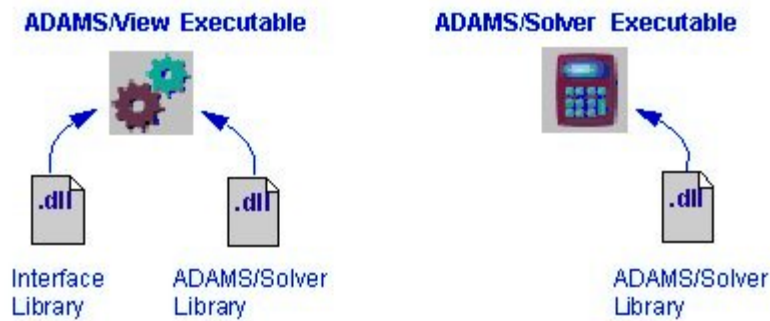 ADAMS/View Executable
ADAMS/Solver Executable
.dll
.dll
.dll
Interface
Library
ADAMS/Solver
Library
ADAMS/Solver
Library